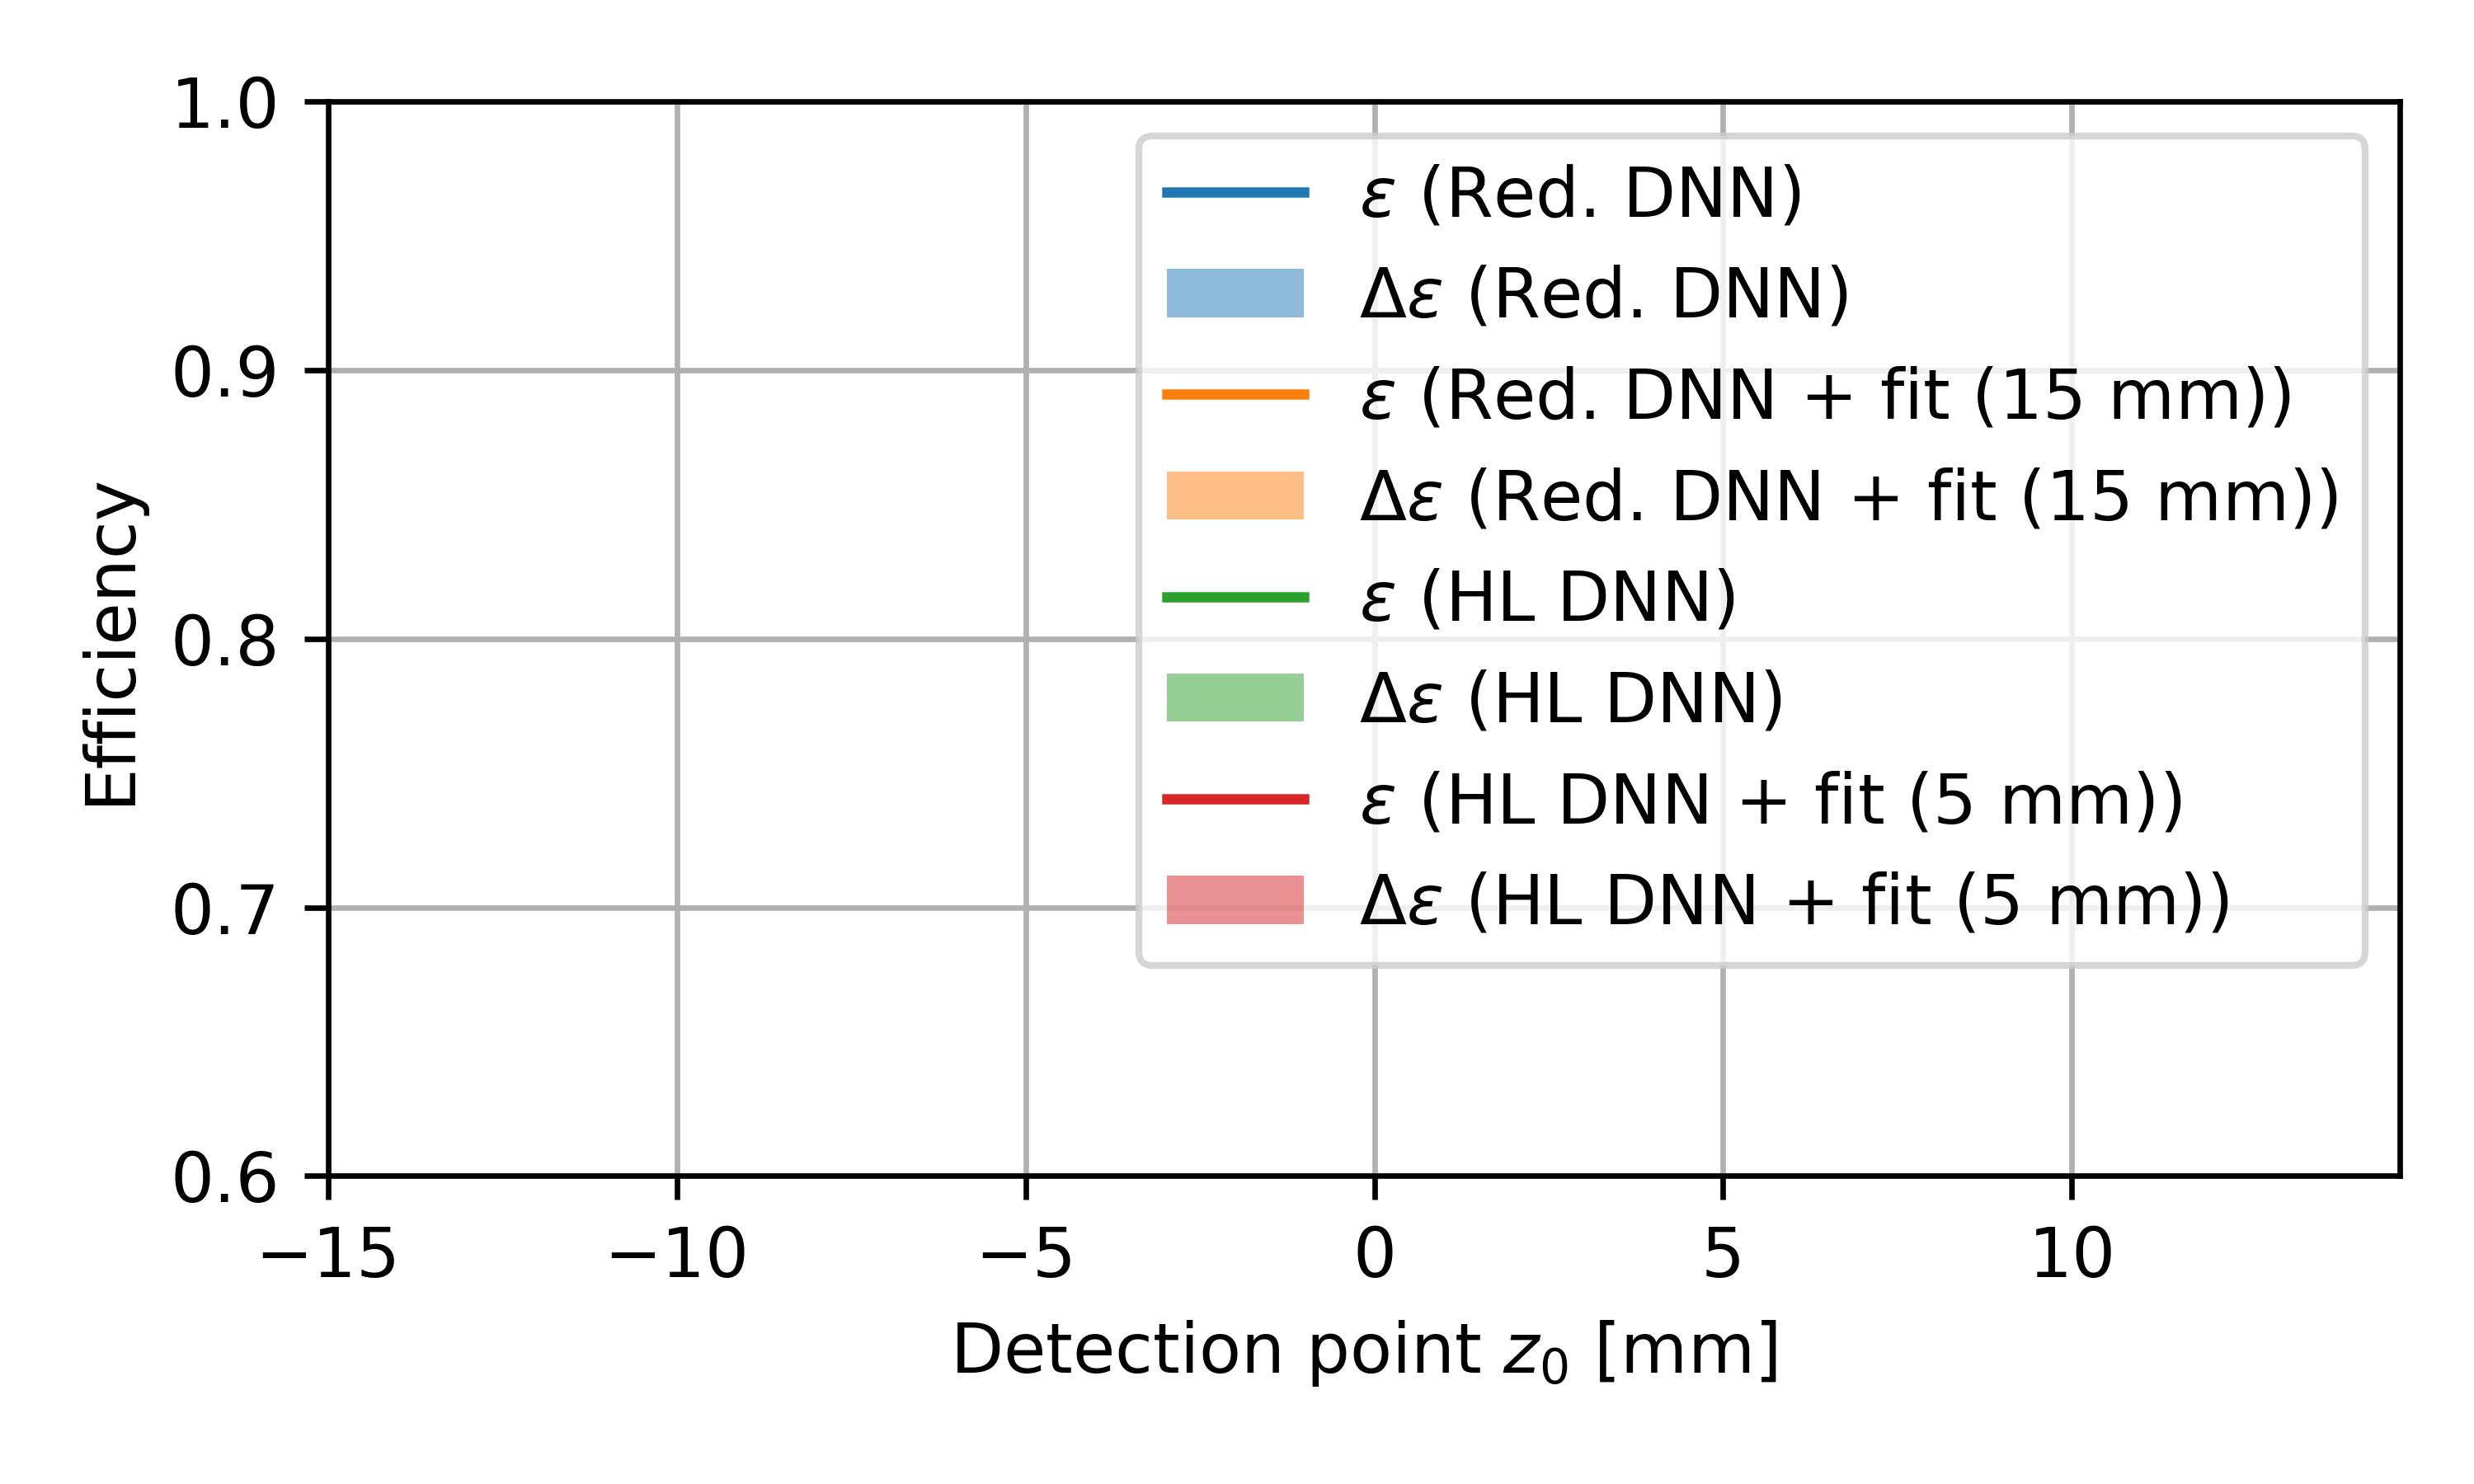 1.0
0.9
0.8
0.7
0.6
Efficiency
ε (Red. DNN)
Δε (Red. DNN)
ε (Red. DNN + fit (15 mm))
Δε (Red. DNN + fit (15 mm))
ε (HL DNN)
Δε (HL DNN)
ε (HL DNN + fit (5 mm))
Δε (HL DNN + fit (5 mm))
−15 −10 −5 0 5 10
Detection point z₀ [mm]